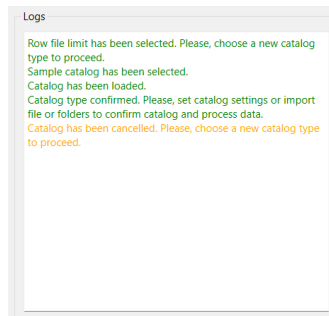 Logs
Row file limit has been selected. Please, choose a new catalog
type to proceed.
Sample catalog has been selected.
Catalog has been loaded.
Catalog type confirmed. Please, set catalog settings or import
file or folders to confirm catalog and process data.
Catalog has been cancelled. Please, choose a new catalog type
to proceed.